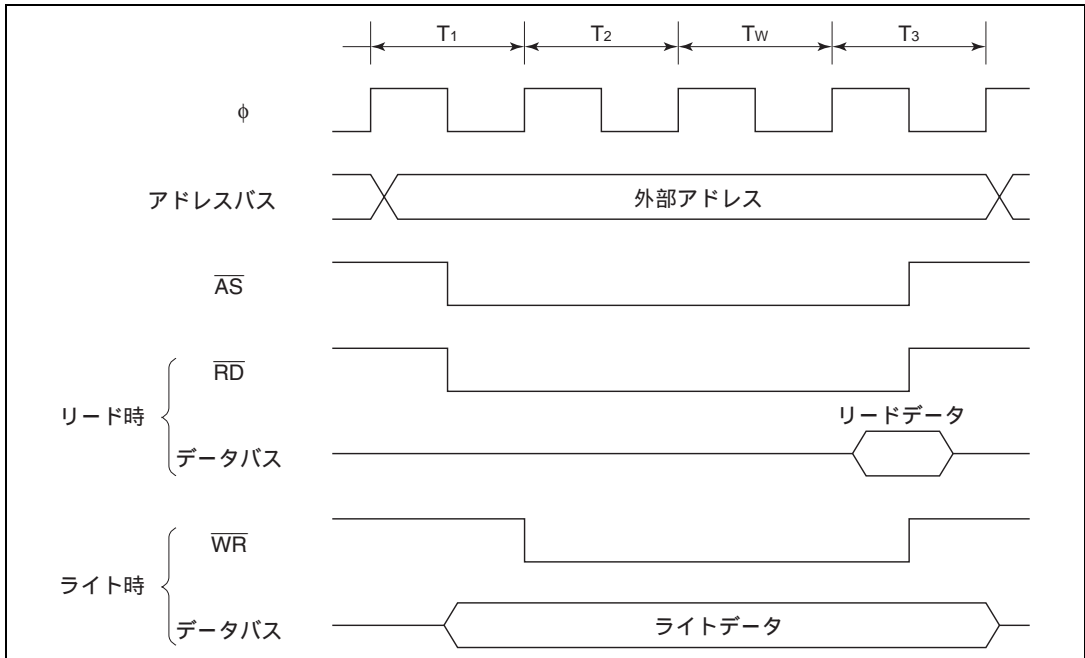 T1 T2 TW T3
φ
アドレスバス 外部アドレス
AS
RD
リード時
リードデータ
データバス
WR
ライト時
データバス ライトデータ